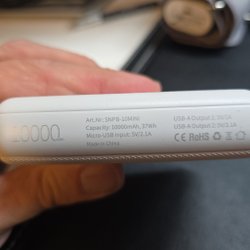 10000
Art.Nr.: SNPB-10MINI
Capacity: 10000mAh, 37Wh
Micro-USB Input: 5V/2.1A
Made in China
USB-A Output 1: 5V/1A
USB-A Output 2: 5V/2.1A
CE RoHS